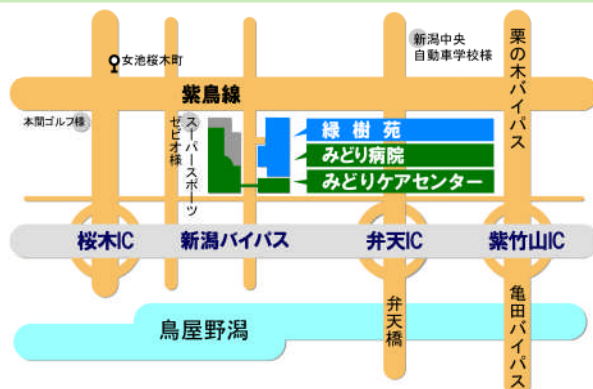 女池桜木町
新潟中央
自動車学校様
栗の木バイパス
紫鳥線
本間ゴルフ様
スーパースポーツ
ゼビオ様
緑樹苑
みどり病院
みどりケアセンター
桜木IC
新潟バイパス
弁天IC
紫竹山IC
鳥屋野潟
弁天橋
亀田バイパス